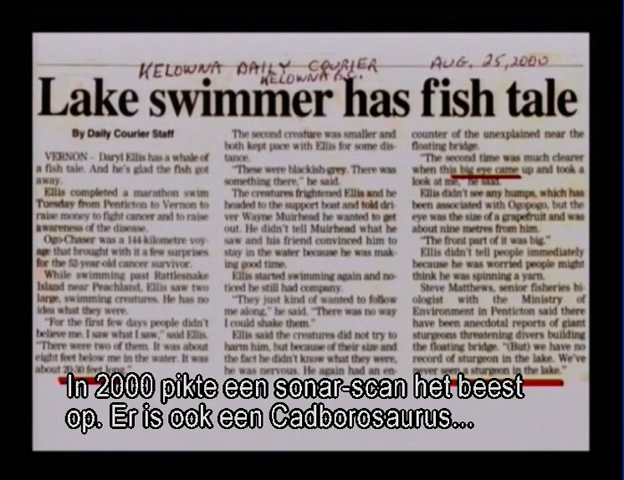 KELOWNA DAILY COURIER AUG. 25, 2000
KELOWNA B.C.
Lake swimmer has fish tale
By Daily Courier Staff
VERNON – Daryl Ellis has a whale of
a fish tale. And he's glad the fish got
away.
Ellis completed a marathon swim
Tuesday from Penticton to Vernon to
raise money to fight cancer and to raise
awareness of the disease.
Ogo-Chaser was a 144-kilometre voy-
age that brought with it a few surprises
for the 52-year-old cancer survivor.
While swimming past Rattlesnake
Island near Peachland, Ellis saw two
large, swimming creatures. He has no
idea what they were.
"For the first few days people didn't
believe me. I saw what I saw," said Ellis.
"There were two of them. It was about
eight feet below me in the water. It was
about 20-30 feet long."
The second creature was smaller and
both kept pace with Ellis for some dis-
tance.
"These were blackish-grey. There was
something there," he said.
The creatures frightened Ellis and he
headed to the support boat and told dri-
ver Wayne Muirhead he wanted to get
out. He didn't tell Muirhead what he
saw and his friend convinced him to
stay in the water because he was mak-
ing good time.
Ellis started swimming again and no-
ticed he still had company.
"They just kind of wanted to follow
me along," he said. "There was no way
I could shake them."
Ellis said the creatures did not try to
harm him, but because of their size and
the fact he didn't know what they were,
he was nervous. He again had an en-
counter of the unexplained near the
floating bridge.
"The second time was much clearer
when this big eye came up and took a
look at me," he said.
Ellis didn't see any humps, which has
been associated with Ogopogo, but the
eye was the size of a grapefruit and was
about nine metres from him.
"The front part of it was big."
Ellis didn't tell people immediately
because he was worried people might
think he was spinning a yarn.
Steve Matthews, senior fisheries bi-
ologist with the Ministry of
Environment in Penticton said there
have been anecdotal reports of giant
sturgeons threatening divers building
the floating bridge. "(But) we have no
record of sturgeon in the lake. We've
never seen a sturgeon in the lake."
In 2000 pikte een sonar-scan het beest
op. Er is ook een Cadborosaurus...